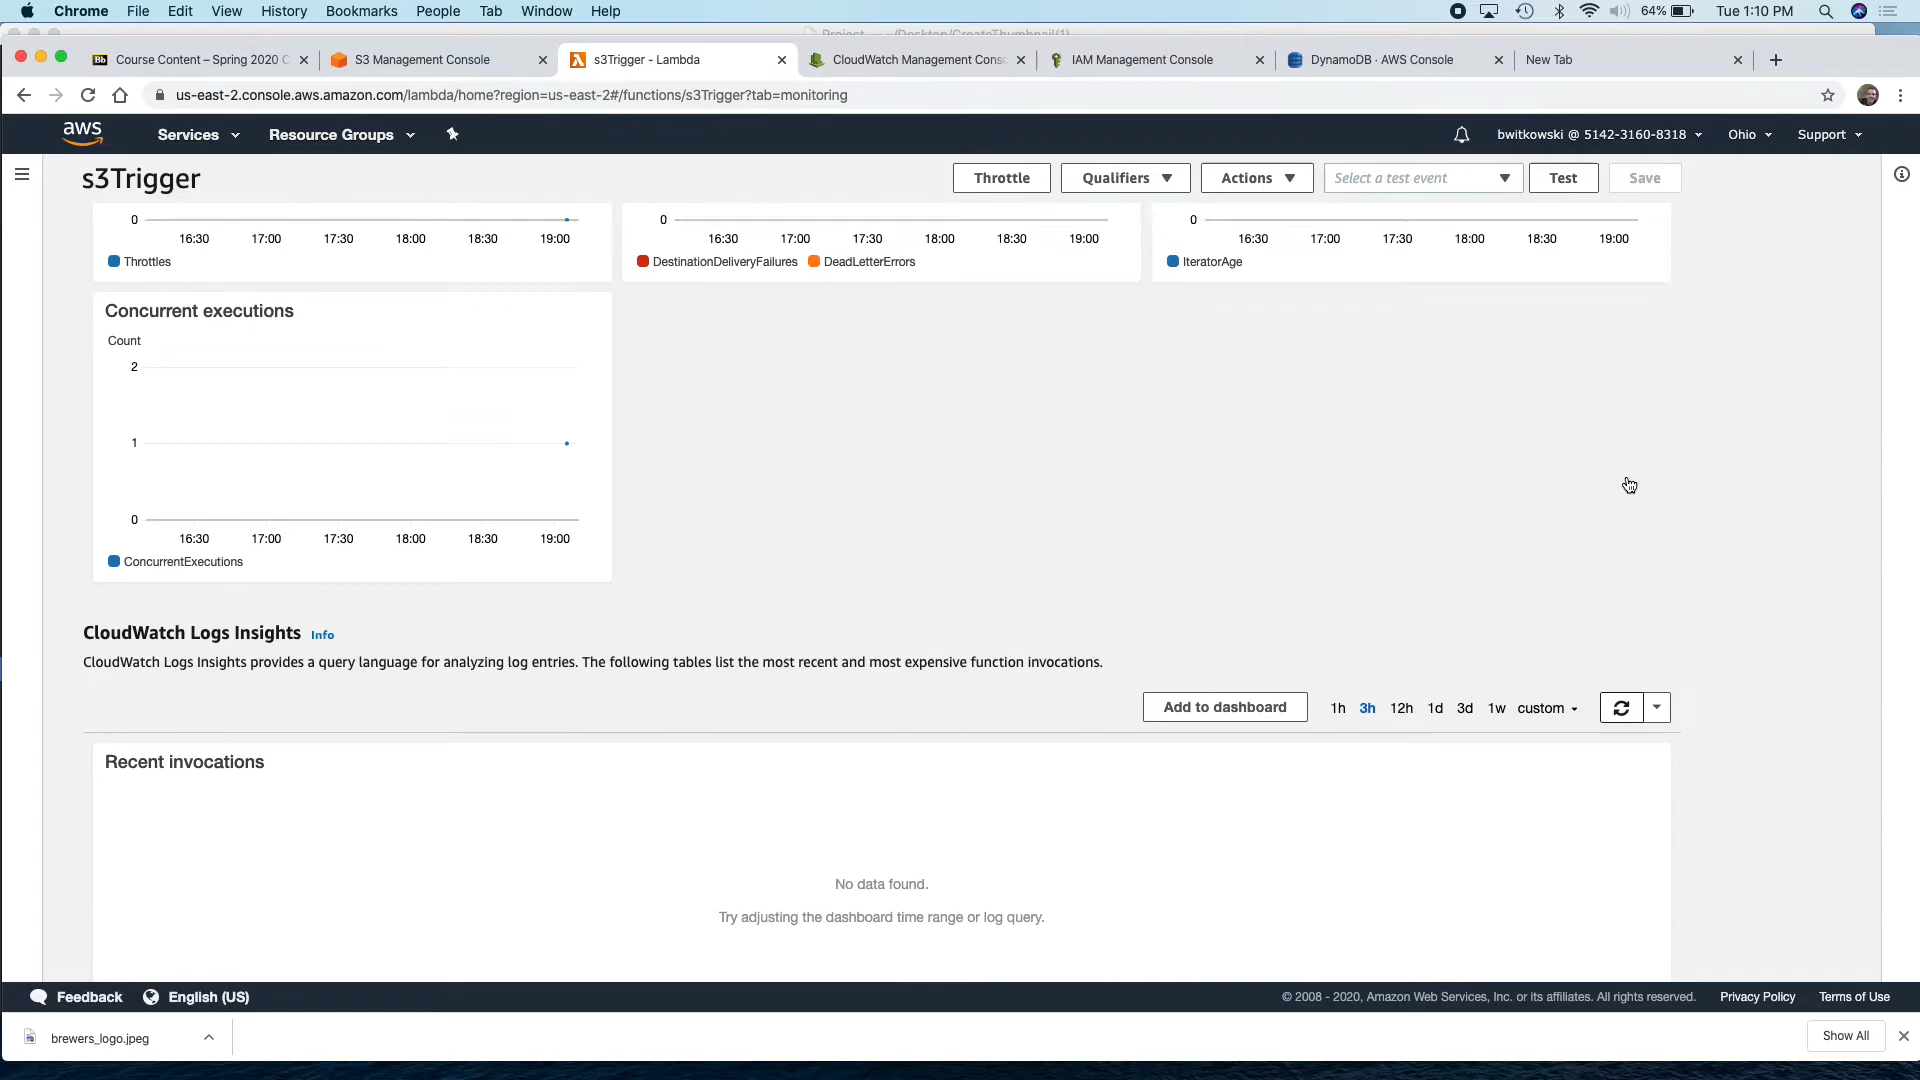 Chrome File Edit View History Bookmarks People Tab Window Help 64% Tue 1:10 PM
Project — ~/Desktop/CreateThumbnail(1)
Bb Course Content – Spring 2020 C S3 Management Console s3Trigger - Lambda CloudWatch Management Conso IAM Management Console DynamoDB · AWS Console New Tab
us-east-2.console.aws.amazon.com/lambda/home?region=us-east-2#/functions/s3Trigger?tab=monitoring
aws Services Resource Groups bwitkowski @ 5142-3160-8318 Ohio Support
s3Trigger Throttle Qualifiers Actions Select a test event Test Save
0 0 0
16:30 17:00 17:30 18:00 18:30 19:00 16:30 17:00 17:30 18:00 18:30 19:00 16:30 17:00 17:30 18:00 18:30 19:00
Throttles DestinationDeliveryFailures DeadLetterErrors IteratorAge
Concurrent executions
Count
2
1
0
16:30 17:00 17:30 18:00 18:30 19:00
ConcurrentExecutions
CloudWatch Logs Insights Info
CloudWatch Logs Insights provides a query language for analyzing log entries. The following tables list the most recent and most expensive function invocations.
Add to dashboard 1h 3h 12h 1d 3d 1w custom
Recent invocations
No data found.
Try adjusting the dashboard time range or log query.
Feedback English (US) © 2008 - 2020, Amazon Web Services, Inc. or its affiliates. All rights reserved. Privacy Policy Terms of Use
brewers_logo.jpeg Show All